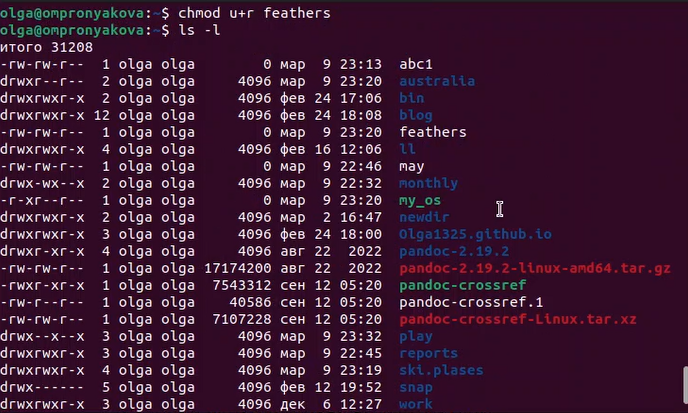 olga@ompronyakova:~$ chmod u+r feathers
olga@ompronyakova:~$ ls -l
итого 31208
-rw-rw-r-- 1 olga olga 0 мар 9 23:13 abc1
drwxr--r-- 2 olga olga 4096 мар 9 23:20 australia
drwxrwxr-x 2 olga olga 4096 фев 24 17:06 bin
drwxrwxr-x 12 olga olga 4096 фев 24 18:08 blog
-rw-rw-r-- 1 olga olga 0 мар 9 23:20 feathers
drwxrwxr-x 4 olga olga 4096 фев 16 12:06 ll
-rw-rw-r-- 1 olga olga 0 мар 9 22:46 may
drwx-wx--x 2 olga olga 4096 мар 9 22:32 monthly
-r-xr--r-- 1 olga olga 0 мар 9 23:20 my_os
drwxrwxr-x 2 olga olga 4096 мар 2 16:47 newdir
drwxrwxr-x 3 olga olga 4096 фев 24 18:00 Olga1325.github.io
drwxr-xr-x 4 olga olga 4096 авг 22 2022 pandoc-2.19.2
-rw-rw-r-- 1 olga olga 17174200 авг 22 2022 pandoc-2.19.2-linux-amd64.tar.gz
-rwxr-xr-x 1 olga olga 7543312 сен 12 05:20 pandoc-crossref
-rw-r--r-- 1 olga olga 40586 сен 12 05:20 pandoc-crossref.1
-rw-rw-r-- 1 olga olga 7107228 сен 12 05:20 pandoc-crossref-Linux.tar.xz
drwx--x--x 3 olga olga 4096 мар 9 23:32 play
drwxrwxr-x 3 olga olga 4096 мар 9 22:45 reports
drwxrwxr-x 4 olga olga 4096 мар 9 23:19 ski.plases
drwx------ 5 olga olga 4096 фев 12 19:52 snap
drwxrwxr-x 3 olga olga 4096 дек 6 12:27 work